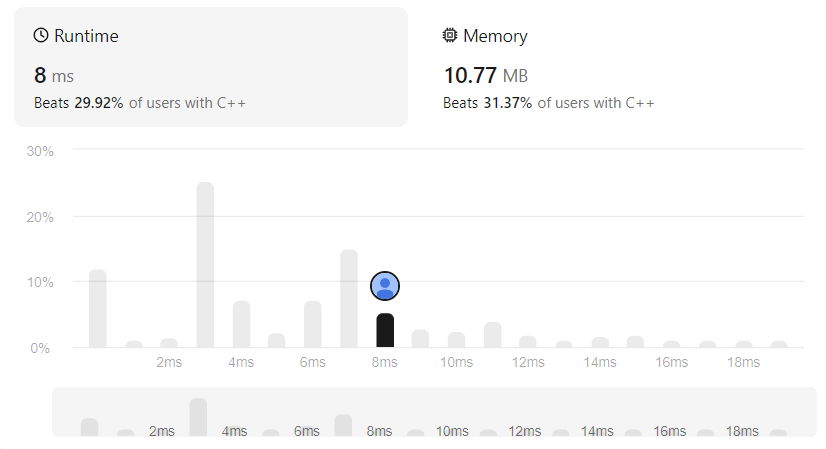 Runtime
8 ms
Beats 29.92% of users with C++
Memory
10.77 MB
Beats 31.37% of users with C++
30%
20%
10%
0%
2ms 4ms 6ms 8ms 10ms 12ms 14ms 16ms 18ms
2ms 4ms 6ms 8ms 10ms 12ms 14ms 16ms 18ms